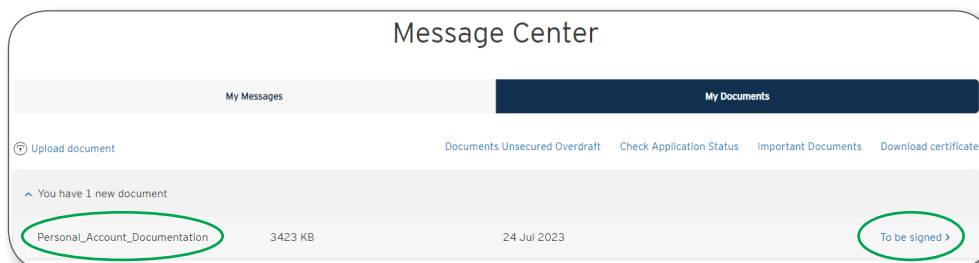 Message Center
My Messages My Documents
Upload document Documents Unsecured Overdraft Check Application Status Important Documents Download certificate
You have 1 new document
Personal_Account_Documentation 3423 KB 24 Jul 2023 To be signed >